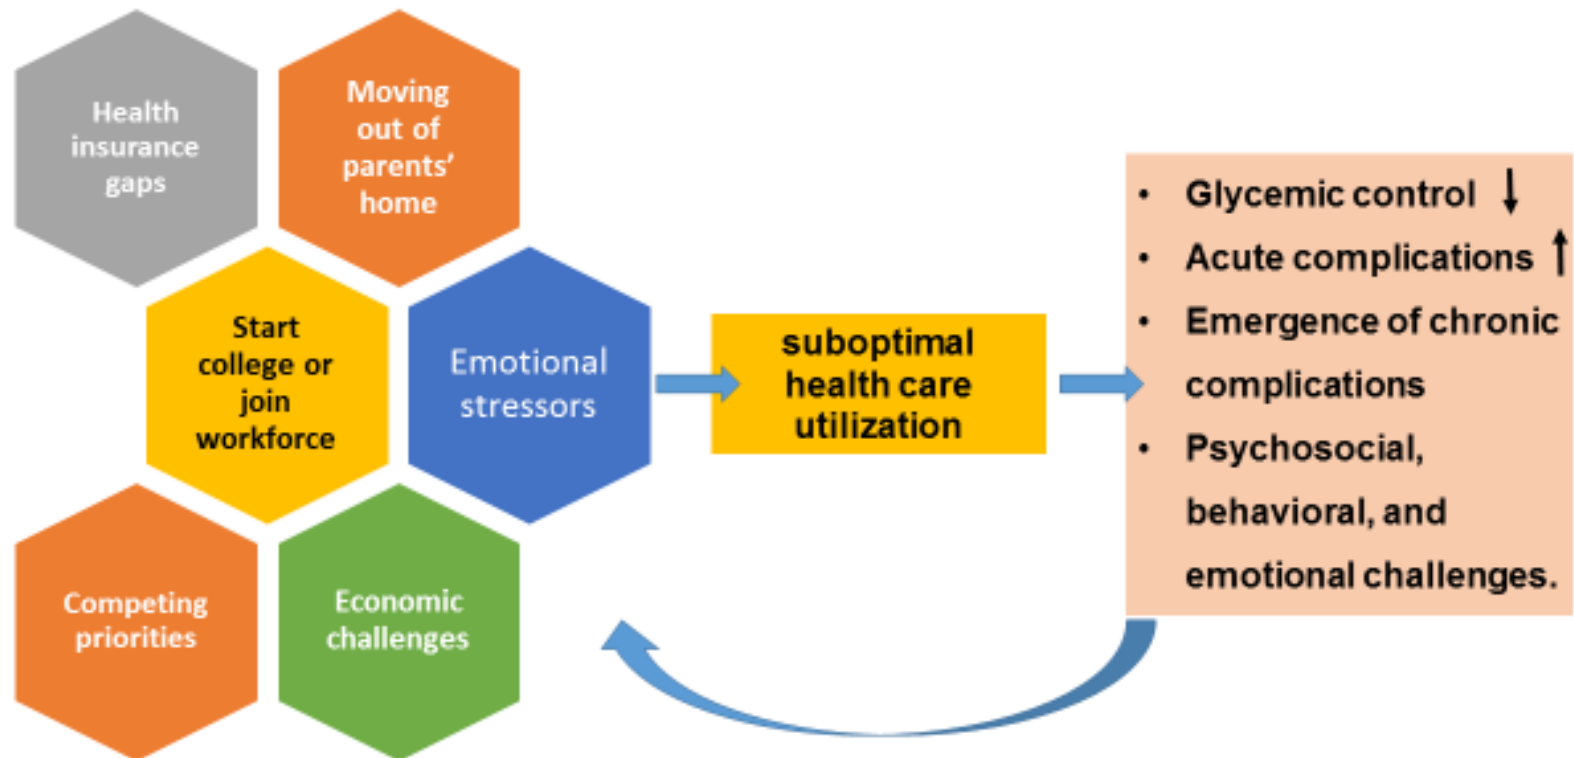 Health
insurance
gaps
Moving
out of
parents’
home
Start
college or
join
workforce
Emotional
stressors
Competing
priorities
Economic
challenges
suboptimal
health care
utilization
• Glycemic control ↓
• Acute complications ↑
• Emergence of chronic
complications
• Psychosocial,
behavioral, and
emotional challenges.